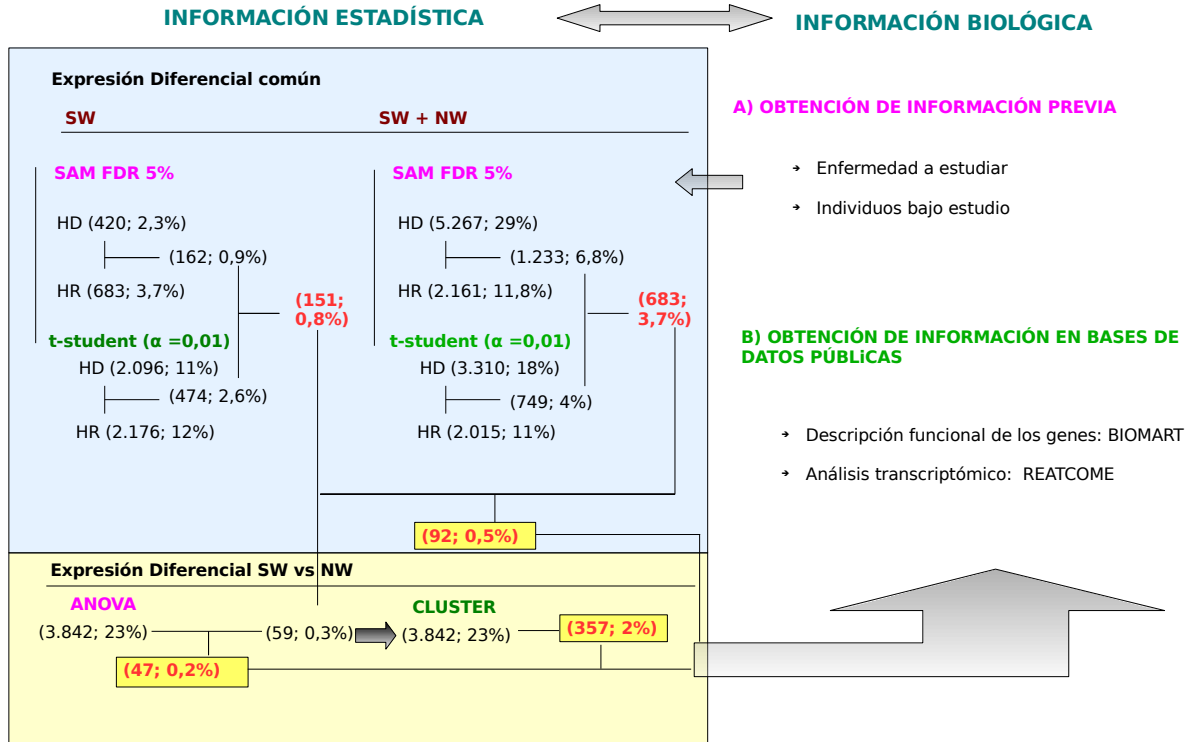 INFORMACIÓN ESTADÍSTICA
INFORMACIÓN BIOLÓGICA
Expresión Diferencial común
SW
SAM FDR 5%
HD (420; 2,3%)
(162; 0,9%)
HR (683; 3,7%)
(151;
0,8%)
t-student (α =0,01)
HD (2.096; 11%)
(474; 2,6%)
HR (2.176; 12%)
SW + NW
SAM FDR 5%
HD (5.267; 29%)
(1.233; 6,8%)
HR (2.161; 11,8%)
(683;
3,7%)
t-student (α =0,01)
HD (3.310; 18%)
(749; 4%)
HR (2.015; 11%)
(92; 0,5%)
Expresión Diferencial SW vs NW
ANOVA
(3.842; 23%)
(59; 0,3%)
(47; 0,2%)
CLUSTER
(3.842; 23%)
(357; 2%)
A) OBTENCIÓN DE INFORMACIÓN PREVIA
➔ Enfermedad a estudiar
➔ Individuos bajo estudio
B) OBTENCIÓN DE INFORMACIÓN EN BASES DE
DATOS PÚBLiCAS
➔ Descripción funcional de los genes: BIOMART
➔ Análisis transcriptómico: REATCOME